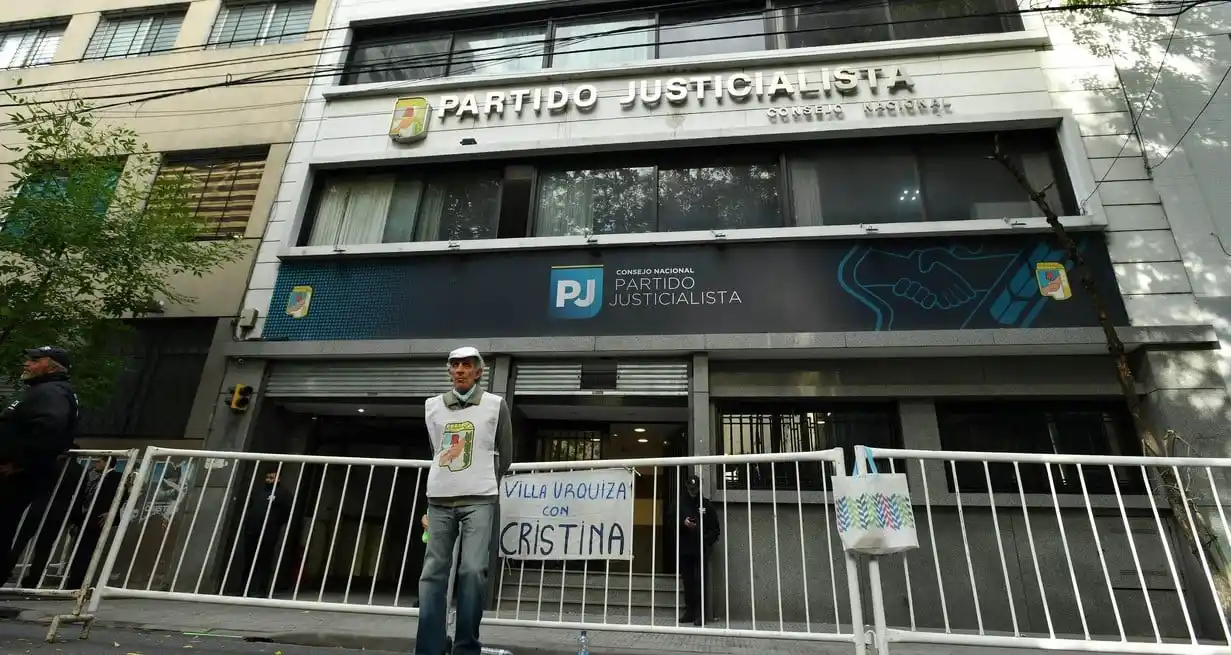 PARTIDO JUSTICIALISTA
CONSEJO NACIONAL
PJ
CONSEJO NACIONAL
PARTIDO
JUSTICIALISTA
VILLA URQUIZA
CON
CRISTINA